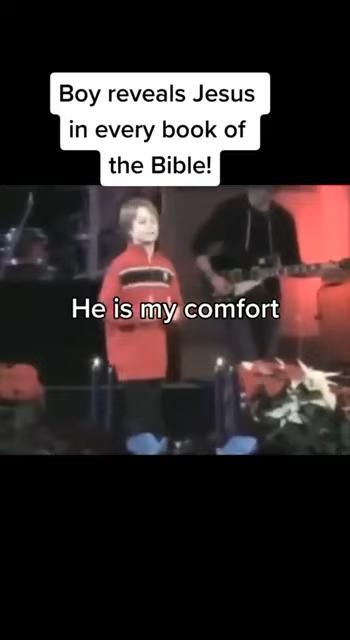 Boy reveals Jesus
in every book of
the Bible!
He is my comfort